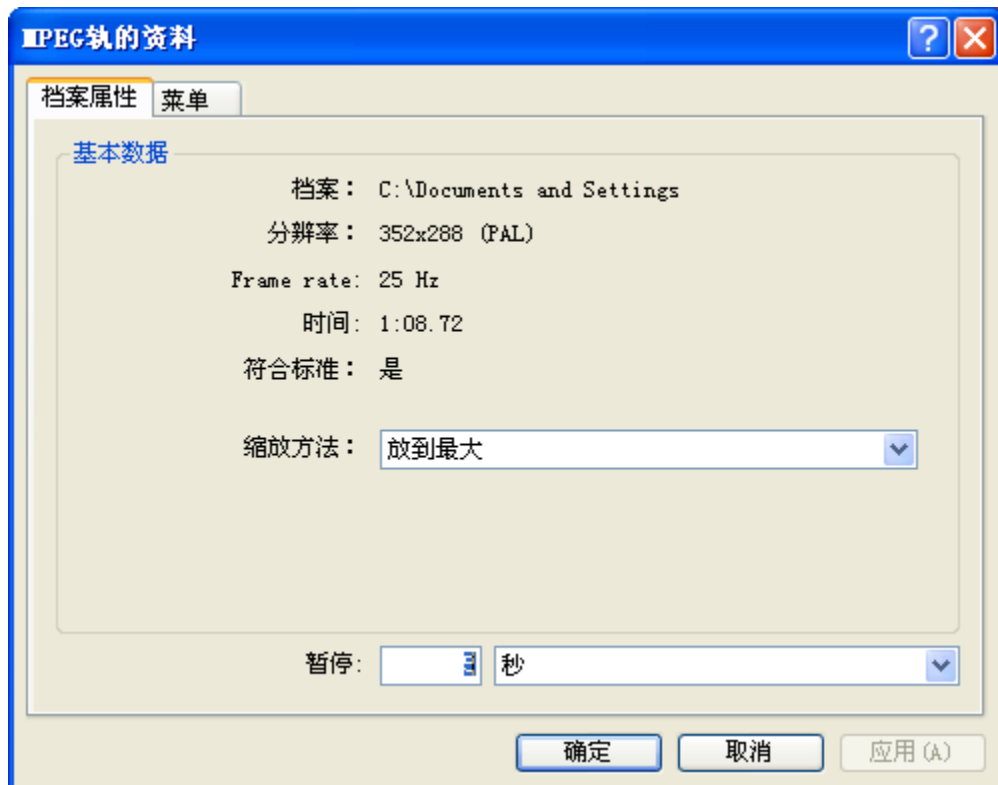 MPEG轨的资料
档案属性 菜单
基本数据
档案： C:\Documents and Settings
分辨率： 352x288 (PAL)
Frame rate: 25 Hz
时间: 1:08.72
符合标准： 是
缩放方法： 放到最大
暂停: 3 秒
确定 取消 应用(A)